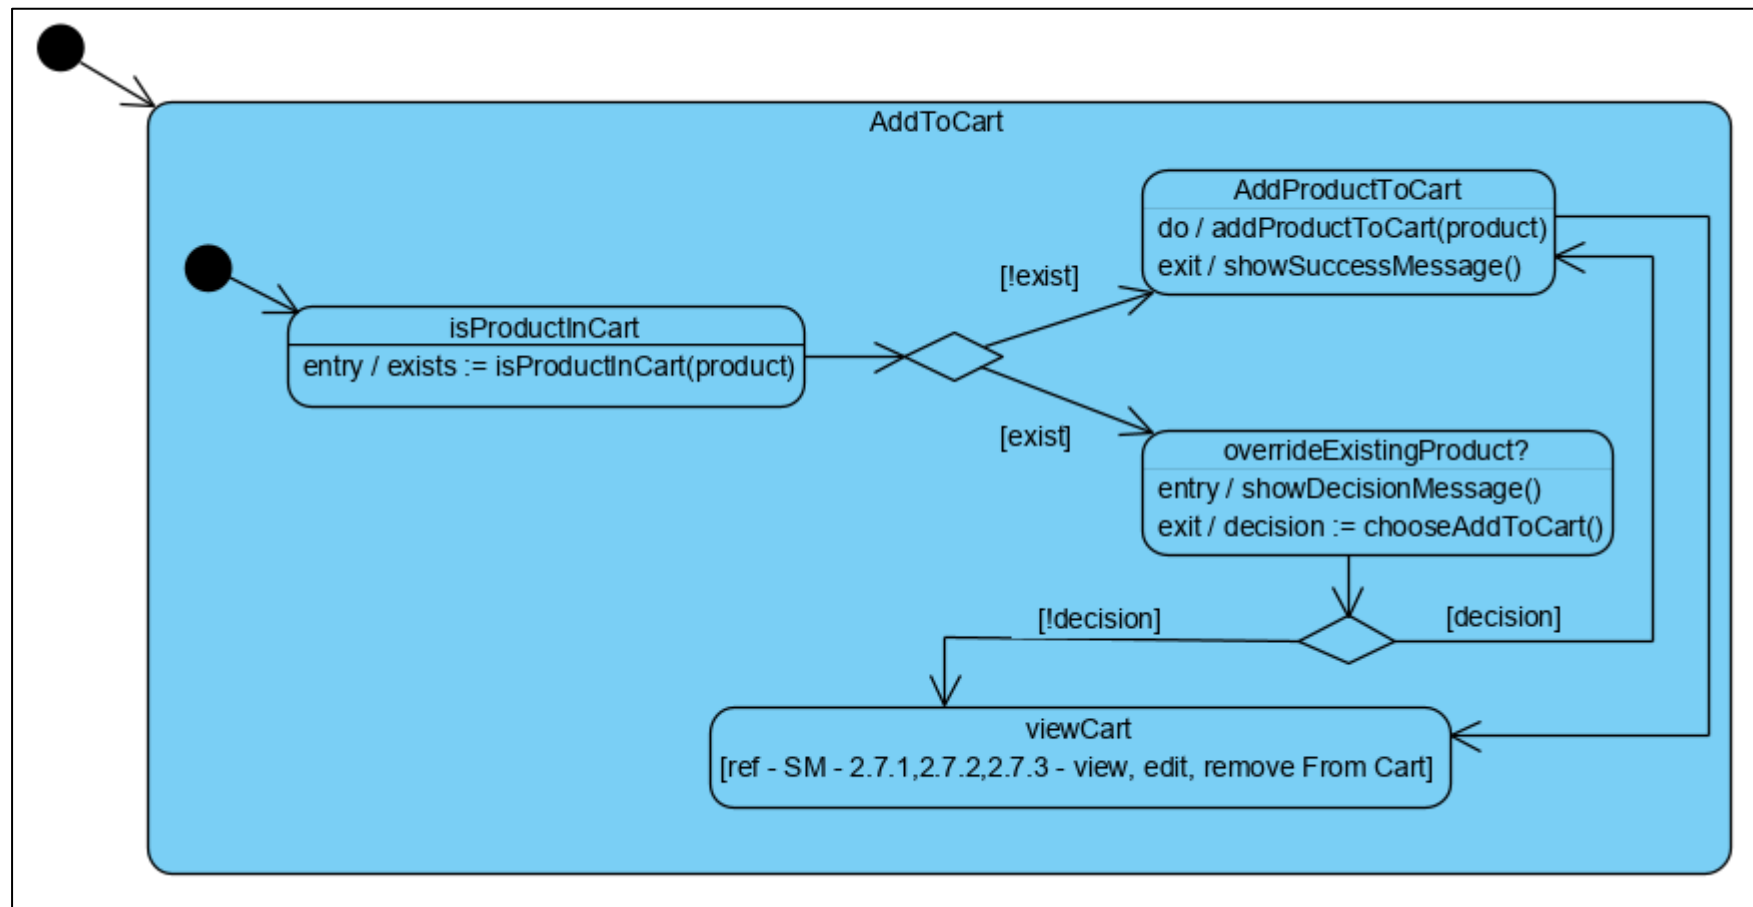 AddToCart
AddProductToCart
do / addProductToCart(product)
exit / showSuccessMessage()
[!exist]
isProductInCart
entry / exists := isProductInCart(product)
[exist]
overrideExistingProduct?
entry / showDecisionMessage()
exit / decision := chooseAddToCart()
[!decision]
[decision]
viewCart
[ref - SM - 2.7.1,2.7.2,2.7.3 - view, edit, remove From Cart]